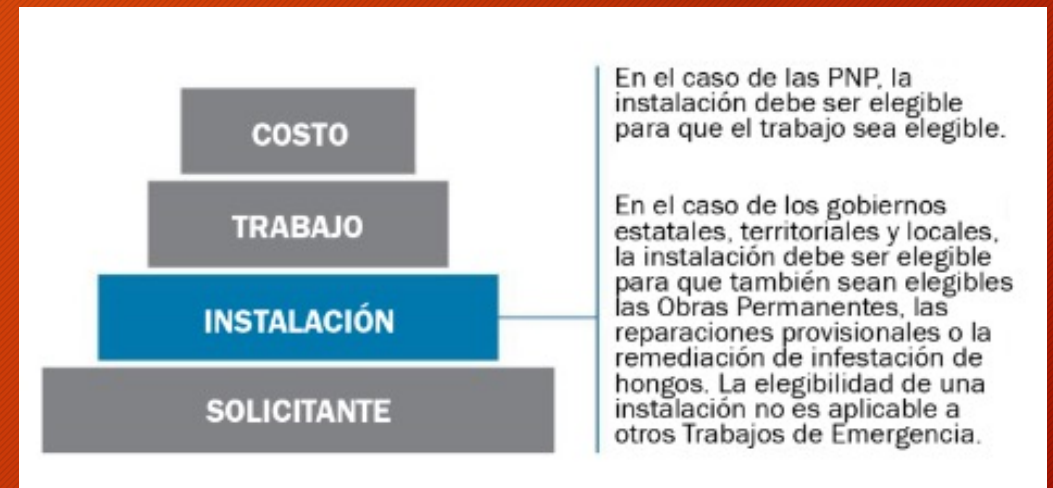 COSTO
TRABAJO
INSTALACIÓN
SOLICITANTE
En el caso de las PNP, la
instalación debe ser elegible
para que el trabajo sea elegible.
En el caso de los gobiernos
estatales, territoriales y locales,
la instalación debe ser elegible
para que también sean elegibles
las Obras Permanentes, las
reparaciones provisionales o la
remediación de infestación de
hongos. La elegibilidad de una
instalación no es aplicable a
otros Trabajos de Emergencia.